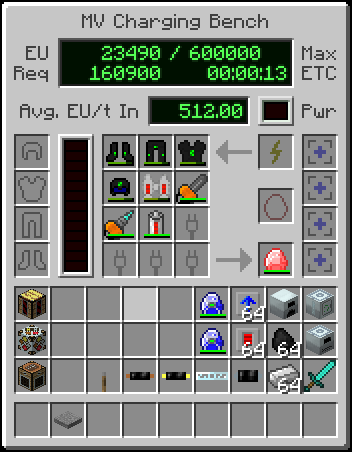 MV Charging Bench
EU 23490 / 600000 Max
Req 160900 00:00:13 ETC
Avg. EU/t In 512.00 Pwr
64
64 64
64